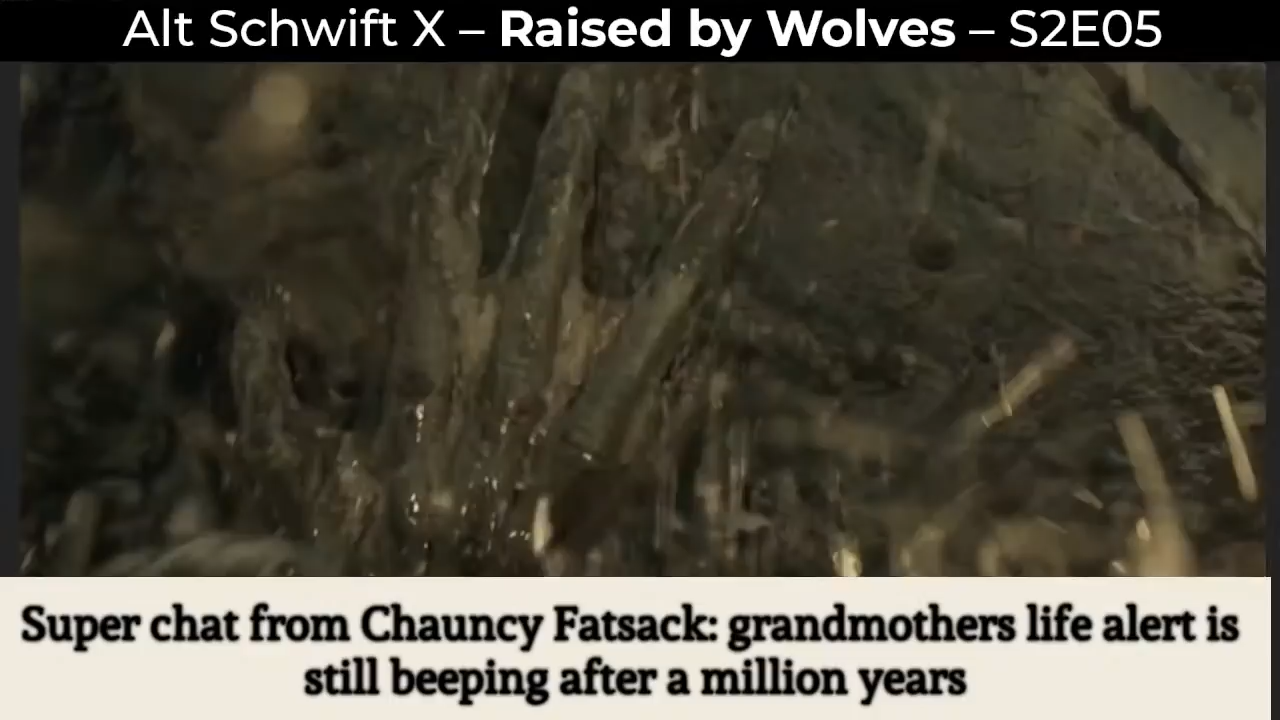 Alt Schwift X – Raised by Wolves – S2E05
Super chat from Chauncy Fatsack: grandmothers life alert is
still beeping after a million years